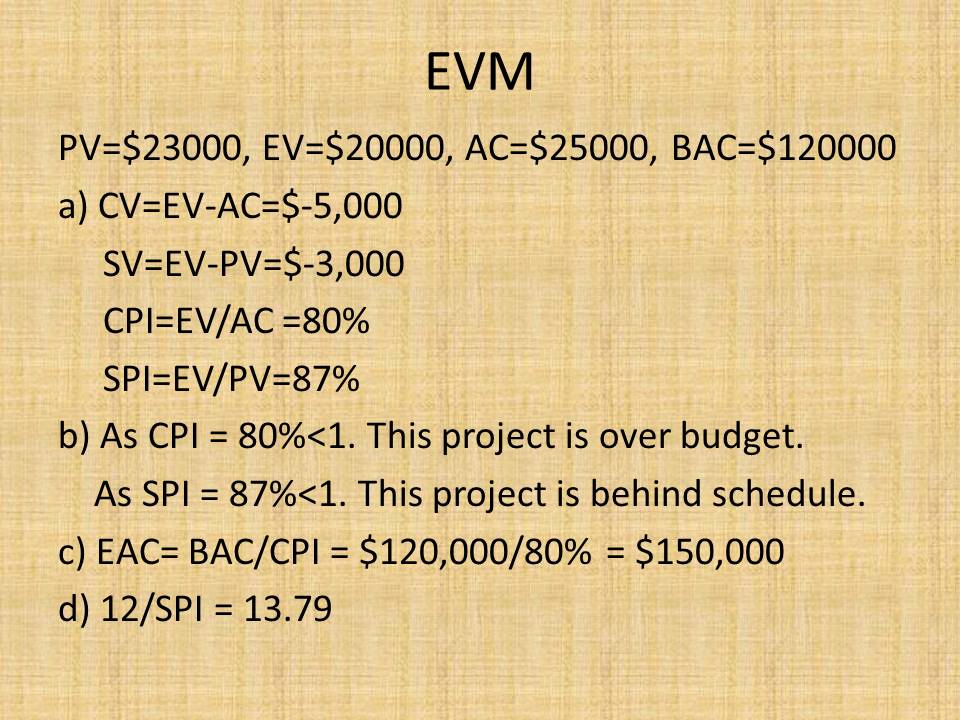 EVM
PV=$23000, EV=$20000, AC=$25000, BAC=$120000
a) CV=EV-AC=$-5,000
SV=EV-PV=$-3,000
CPI=EV/AC =80%
SPI=EV/PV=87%
b) As CPI = 80%<1. This project is over budget.
As SPI = 87%<1. This project is behind schedule.
c) EAC= BAC/CPI = $120,000/80% = $150,000
d) 12/SPI = 13.79